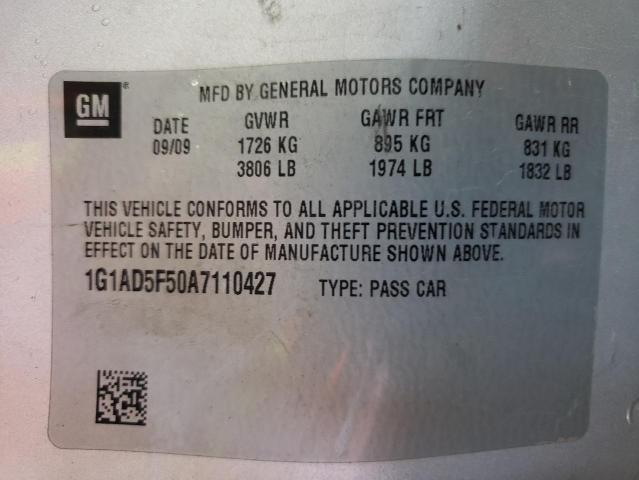 GM ®
MFD BY GENERAL MOTORS COMPANY
DATE GVWR GAWR FRT GAWR RR
09/09 1726 KG 895 KG 831 KG
3806 LB 1974 LB 1832 LB
THIS VEHICLE CONFORMS TO ALL APPLICABLE U.S. FEDERAL MOTOR
VEHICLE SAFETY, BUMPER, AND THEFT PREVENTION STANDARDS IN
EFFECT ON THE DATE OF MANUFACTURE SHOWN ABOVE.
1G1AD5F50A7110427 TYPE: PASS CAR